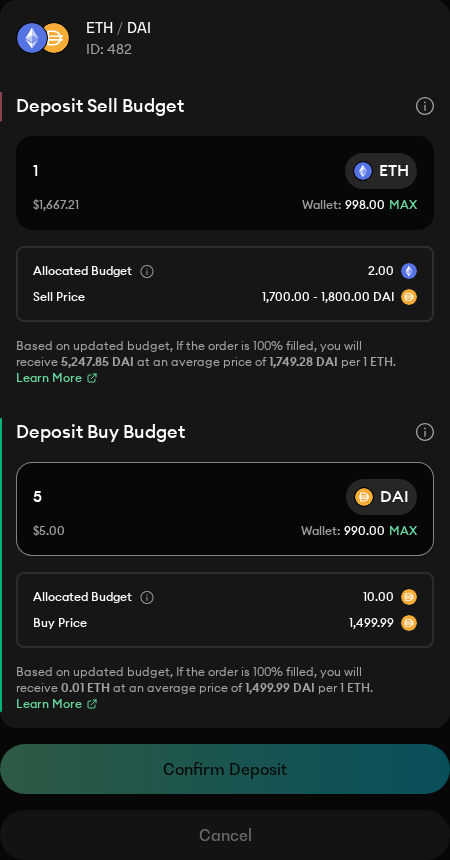 ETH / DAI
ID: 482
Deposit Sell Budget
1
ETH
$1,667.21
Wallet: 998.00 MAX
Allocated Budget
2.00
Sell Price
1,700.00 - 1,800.00 DAI
Based on updated budget, If the order is 100% filled, you will
receive 5,247.85 DAI at an average price of 1,749.28 DAI per 1 ETH.
Learn More
Deposit Buy Budget
5
DAI
$5.00
Wallet: 990.00 MAX
Allocated Budget
10.00
Buy Price
1,499.99
Based on updated budget, If the order is 100% filled, you will
receive 0.01 ETH at an average price of 1,499.99 DAI per 1 ETH.
Learn More
Confirm Deposit
Cancel